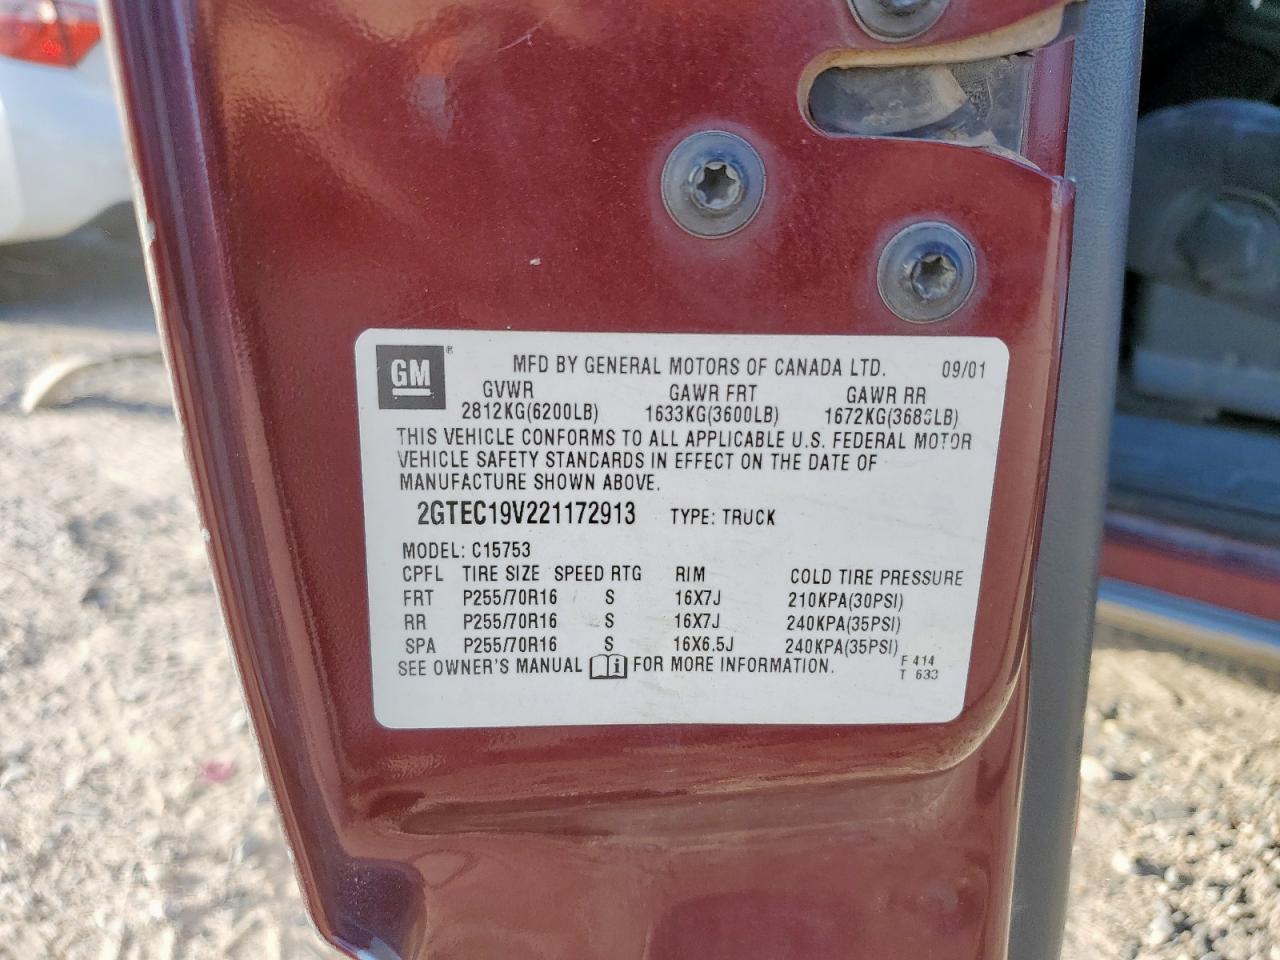 GM®
MFD BY GENERAL MOTORS OF CANADA LTD. 09/01
GVWR GAWR FRT GAWR RR
2812KG(6200LB) 1633KG(3600LB) 1672KG(3686LB)
THIS VEHICLE CONFORMS TO ALL APPLICABLE U.S. FEDERAL MOTOR
VEHICLE SAFETY STANDARDS IN EFFECT ON THE DATE OF
MANUFACTURE SHOWN ABOVE.
2GTEC19V221172913 TYPE: TRUCK
MODEL: C15753
CPFL TIRE SIZE SPEED RTG RIM COLD TIRE PRESSURE
FRT P255/70R16 S 16X7J 210KPA(30PSI)
RR P255/70R16 S 16X7J 240KPA(35PSI)
SPA P255/70R16 S 16X6.5J 240KPA(35PSI)
SEE OWNER'S MANUAL FOR MORE INFORMATION.
F 414
T 633